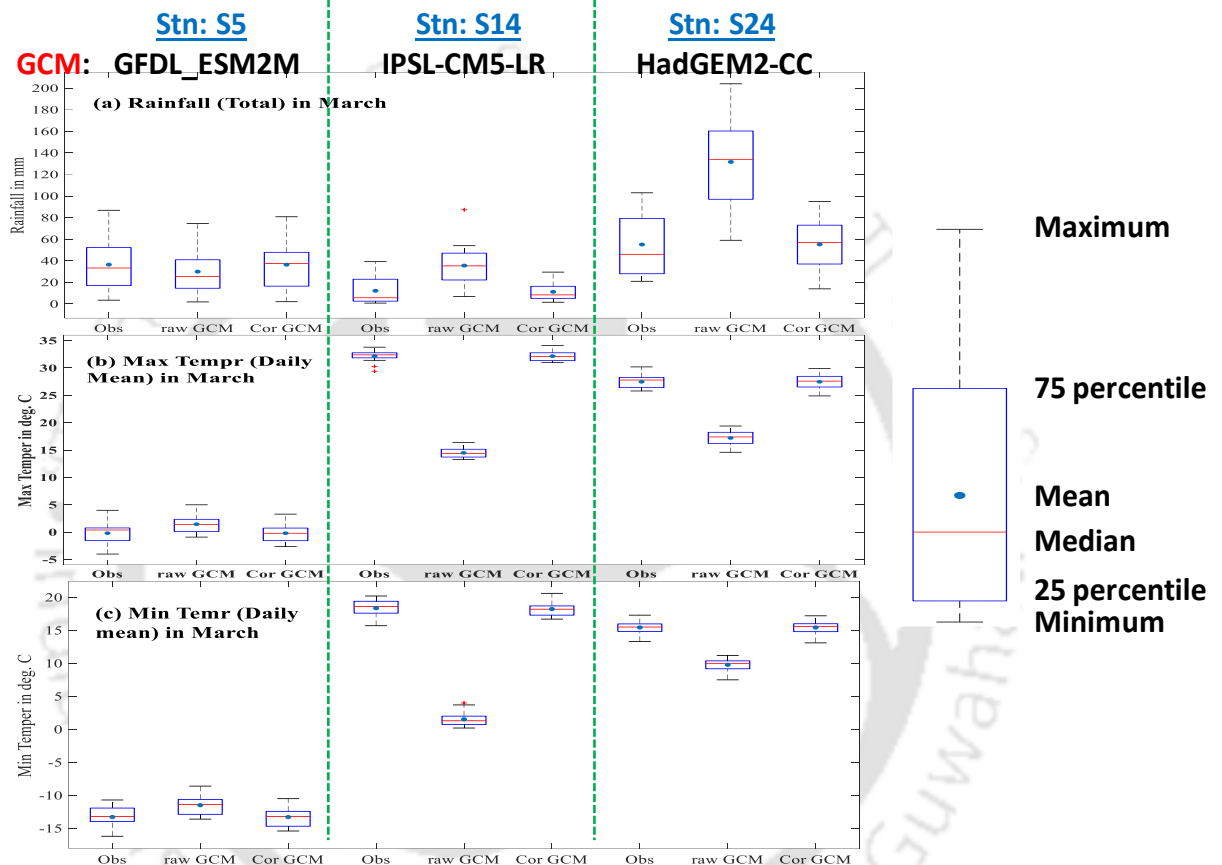 Stn: S5 Stn: S14 Stn: S24
GCM: GFDL_ESM2M IPSL-CM5-LR HadGEM2-CC
(a) Rainfall (Total) in March
Rainfall in mm
200
180
160
140
120
100
80
60
40
20
0
Obs raw GCM Cor GCM Obs raw GCM Cor GCM Obs raw GCM Cor GCM
(b) Max Tempr (Daily
Mean) in March
Max Temper in deg. C
35
30
25
20
15
10
5
0
-5
Obs raw GCM Cor GCM Obs raw GCM Cor GCM Obs raw GCM Cor GCM
(c) Min Temr (Daily
mean) in March
Min Temper in deg. C
20
15
10
5
0
-5
-10
-15
Obs raw GCM Cor GCM Obs raw GCM Cor GCM Obs raw GCM Cor GCM
Maximum
75 percentile
Mean
Median
25 percentile
Minimum
Guwaha